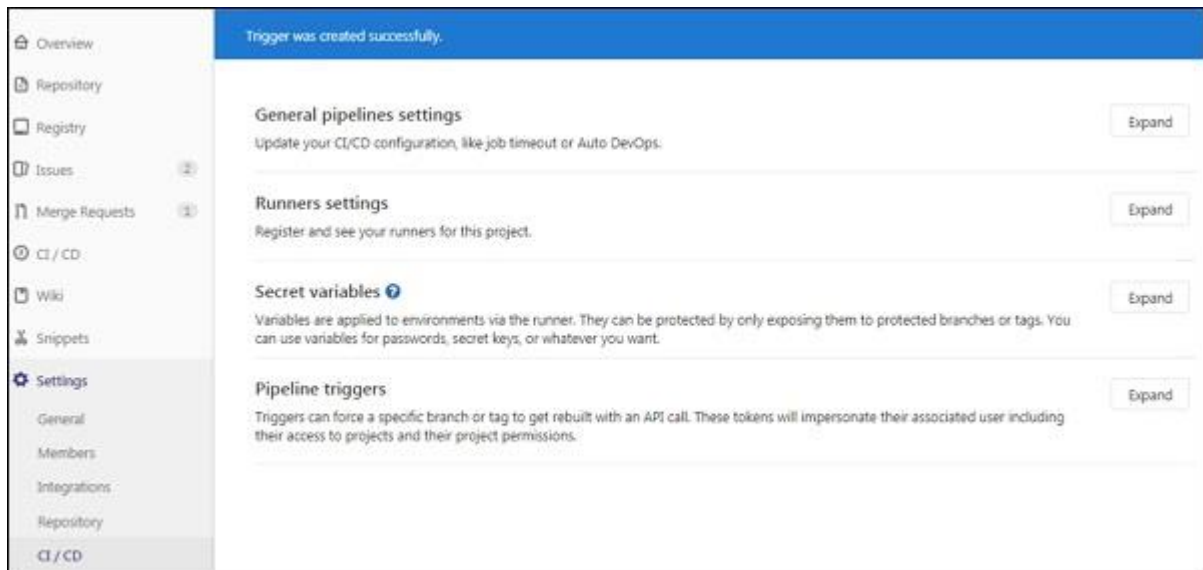 Overview
Repository
Registry
Issues 2
Merge Requests 1
CI / CD
Wiki
Snippets
Settings
General
Members
Integrations
Repository
CI / CD
Trigger was created successfully.
General pipelines settings
Expand
Update your CI/CD configuration, like job timeout or Auto DevOps.
Runners settings
Expand
Register and see your runners for this project.
Secret variables ?
Expand
Variables are applied to environments via the runner. They can be protected by only exposing them to protected branches or tags. You
can use variables for passwords, secret keys, or whatever you want.
Pipeline triggers
Expand
Triggers can force a specific branch or tag to get rebuilt with an API call. These tokens will impersonate their associated user including
their access to projects and their project permissions.